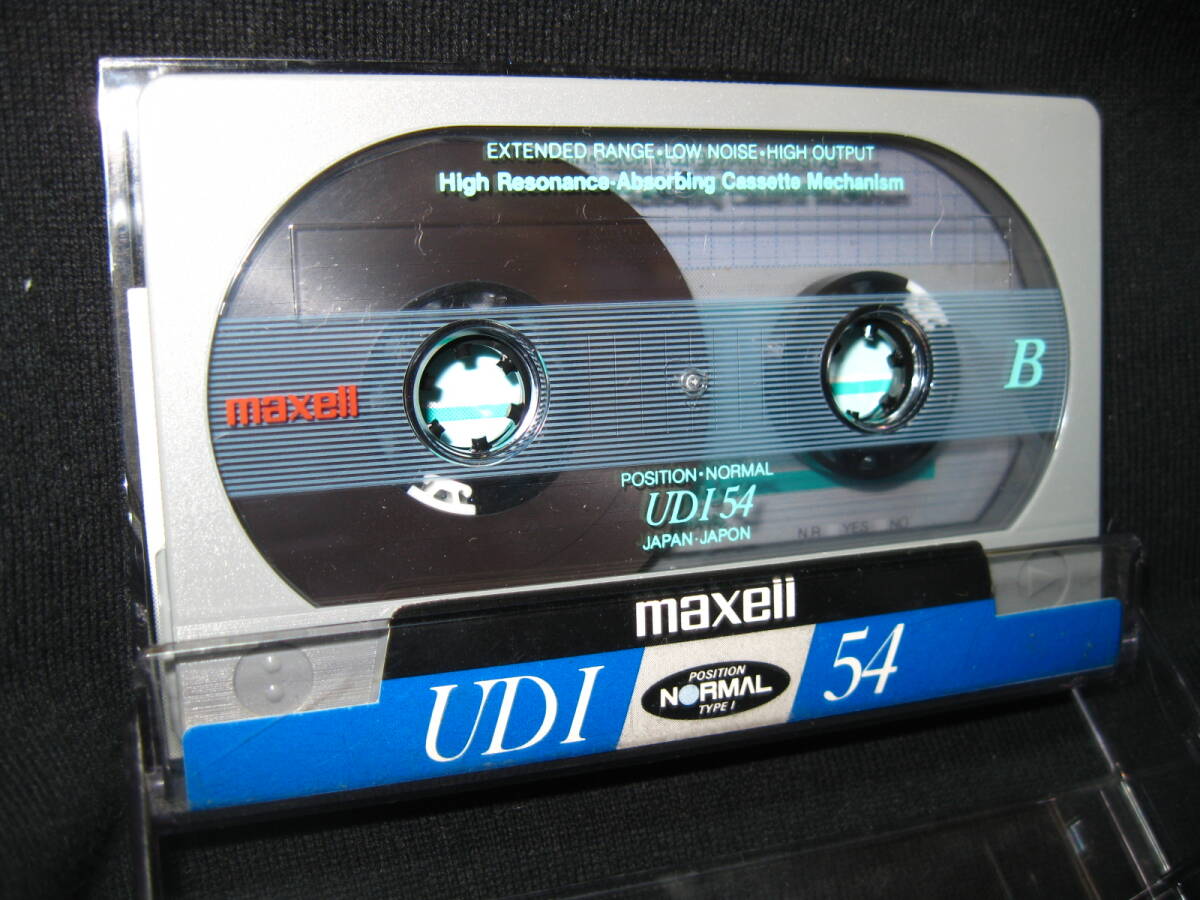 EXTENDED RANGE•LOW NOISE•HIGH OUTPUT
High Resonance-Absorbing Cassette Mechanism
maxell
B
POSITION•NORMAL
UDI 54
JAPAN•JAPON
N.R. YES NO
maxell
UDI
POSITION
NORMAL
TYPE I
54